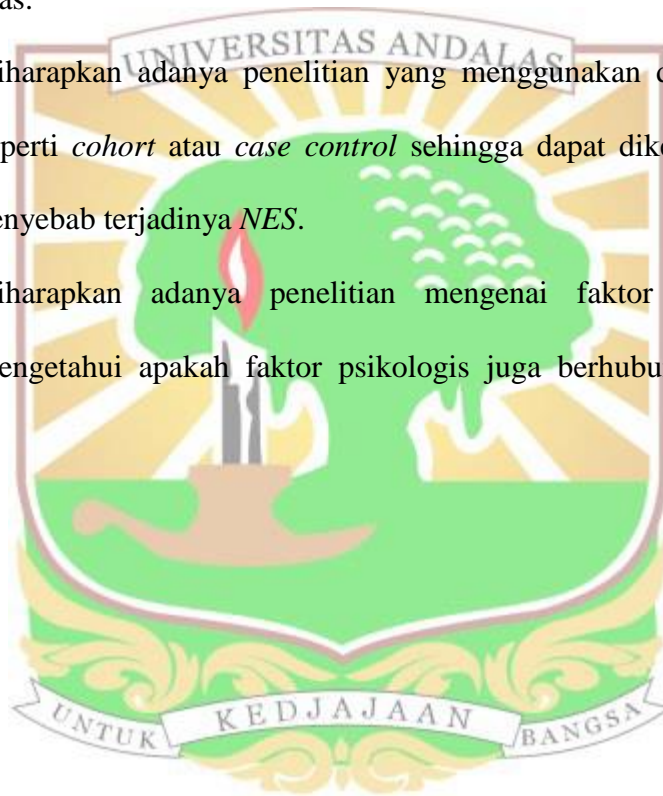 as.
UNIVERSITAS ANDALAS
iharapkan adanya penelitian yang menggunakan d
perti cohort atau case control sehingga dapat dik
enyebab terjadinya NES.
iharapkan adanya penelitian mengenai faktor
engetahui apakah faktor psikologis juga berhubu
UNTUK KEDJAJAAN BANGSA